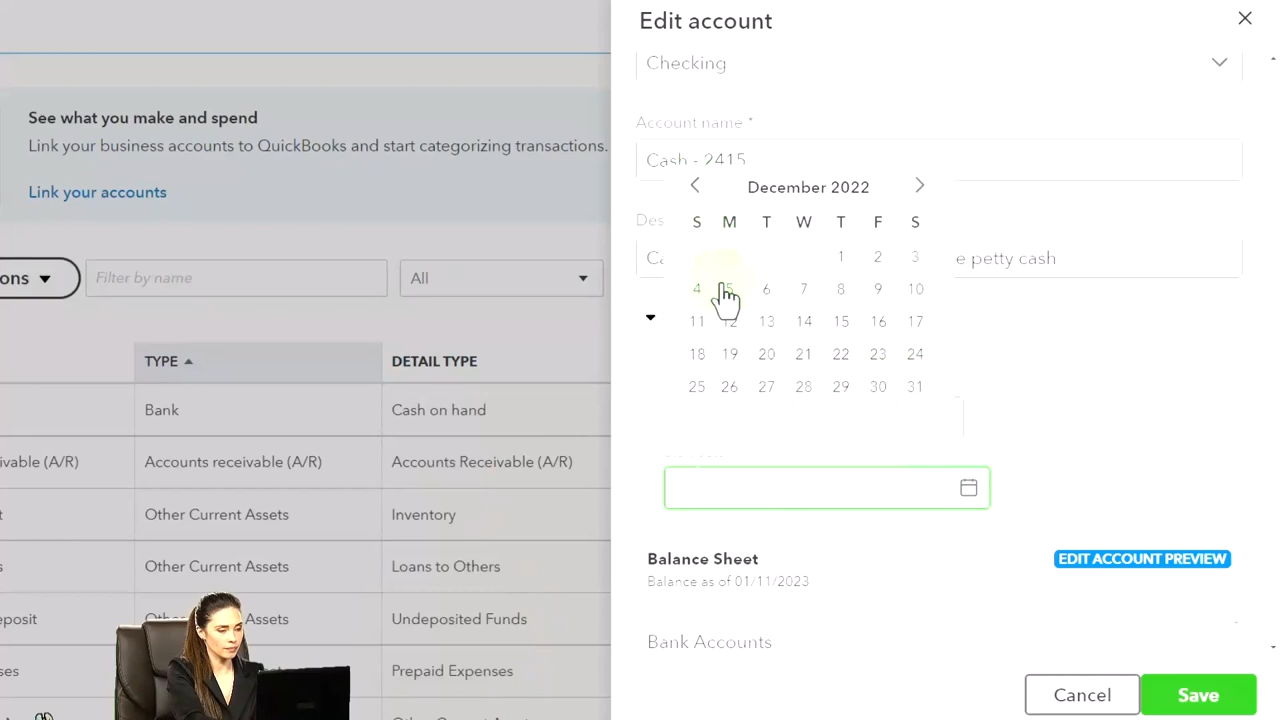 Edit account
Checking
Account name *
Cash - 2415
December 2022
S M T W T F S
1 2 3
4 5 6 7 8 9 10
11 12 13 14 15 16 17
18 19 20 21 22 23 24
25 26 27 28 29 30 31
Des
Ca
e petty cash
Balance Sheet
EDIT ACCOUNT PREVIEW
Balance as of 01/11/2023
Bank Accounts
Cancel
Save
See what you make and spend
Link your business accounts to QuickBooks and start categorizing transactions.
Link your accounts
ons
Filter by name
All
TYPE DETAIL TYPE
Bank Cash on hand
ivable (A/R) Accounts receivable (A/R) Accounts Receivable (A/R)
t Other Current Assets Inventory
s Other Current Assets Loans to Others
eposit Other Assets Undeposited Funds
ses Prepaid Expenses